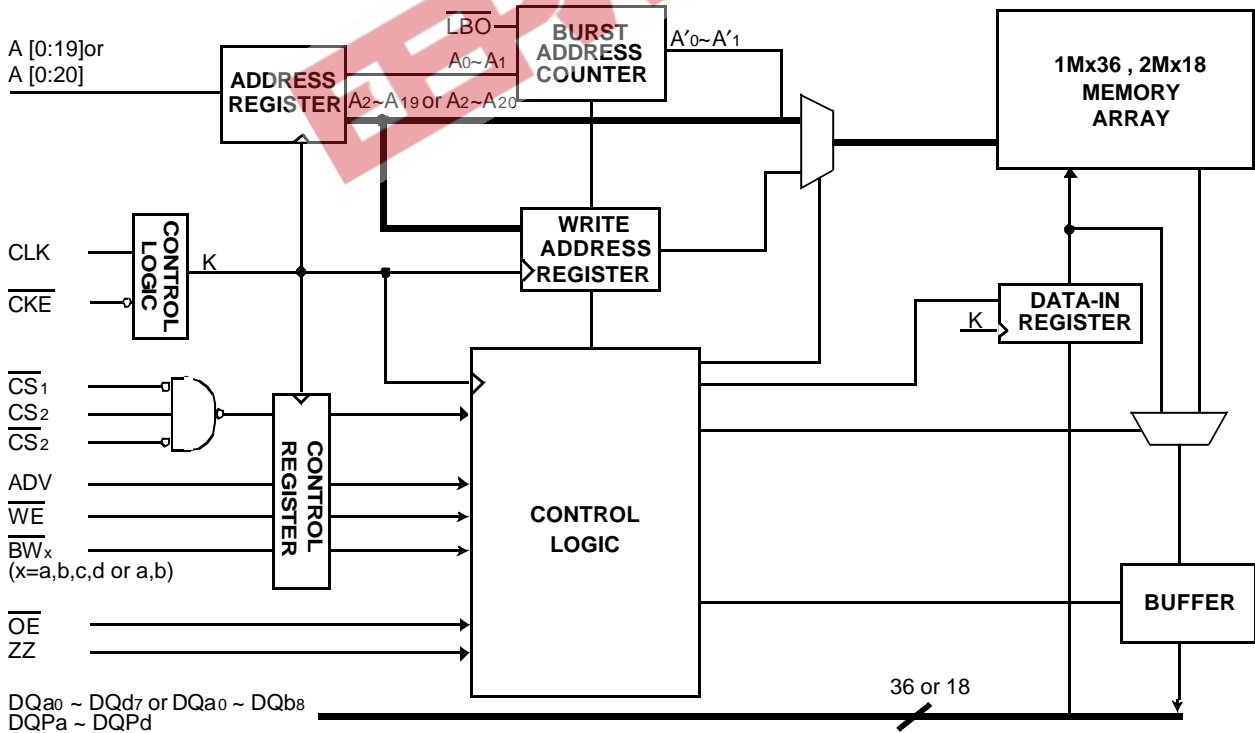 A [0:19]or
A [0:20]
ADDRESS
REGISTER
LBO
A0~A1
A2~A19 or A2~A20
BURST
ADDRESS
COUNTER
A′0~A′1
1Mx36 , 2Mx18
MEMORY
ARRAY
WRITE
ADDRESS
REGISTER
CLK
CKE
CONTROL
LOGIC
K
DATA-IN
REGISTER
K
CS1
CS2
CS2
ADV
WE
BWx
(x=a,b,c,d or a,b)
CONTROL
REGISTER
CONTROL
LOGIC
OE
ZZ
BUFFER
DQa0 ~ DQd7 or DQa0 ~ DQb8
DQPa ~ DQPd
36 or 18